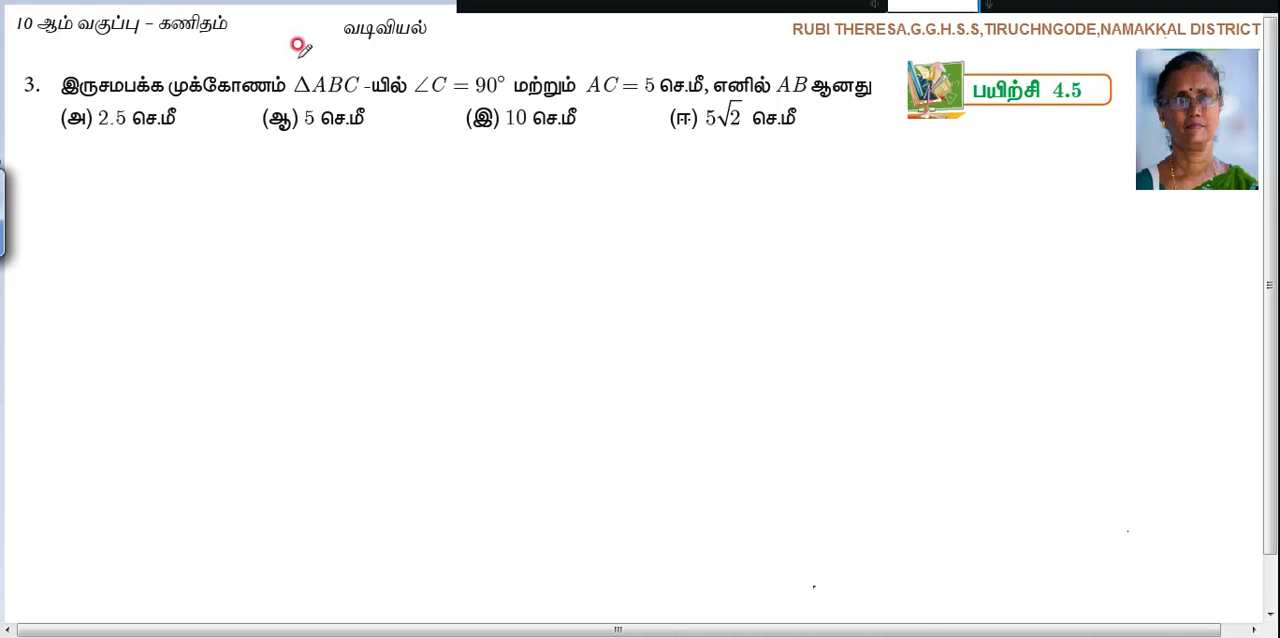 10 ஆம் வகுப்பு – கணிதம்
வடிவியல்
RUBI THERESA,G.G.H.S.S,TIRUCHNGODE,NAMAKKAL DISTRICT
3. இருசமபக்க முக்கோணம் ΔABC -யில் ∠C = 90° மற்றும் AC = 5 செ.மீ, எனில் AB ஆனது
(அ) 2.5 செ.மீ (ஆ) 5 செ.மீ (இ) 10 செ.மீ (ஈ) 5√2 செ.மீ
பயிற்சி 4.5